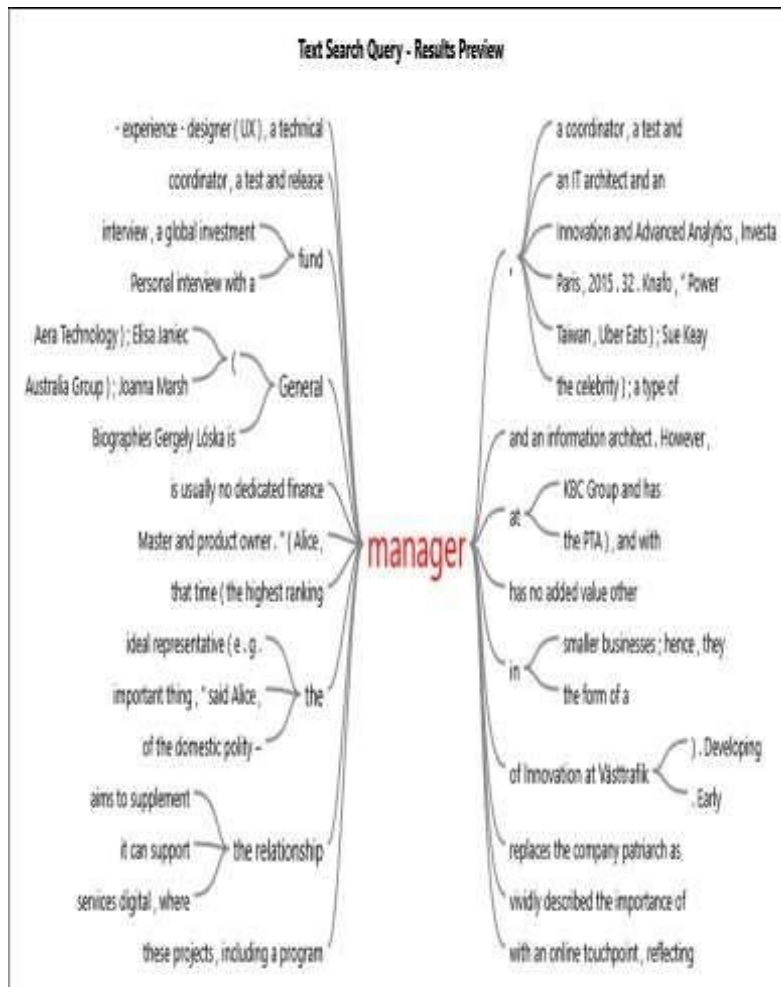 Text Search Query - Results Preview
- experience - designer ( UX ) , a technical
coordinator , a test and release
interview , a global investment
Personal interview with a
fund
Aera Technology ) ; Elisa Janiec
Australia Group ) ; Joanna Marsh
(
Biographies Gergely Lóska is
General
is usually no dedicated finance
Master and product owner . " ( Alice ,
that time ( the highest ranking
ideal representative ( e . g .
important thing , " said Alice ,
of the domestic polity –
the
aims to supplement
it can support
services digital , where
the relationship
these projects , including a program
manager
,
a coordinator , a test and
an IT architect and an
Innovation and Advanced Analytics , Investa
Paris , 2015 . 32 . Knafo , " Power
Taiwan , Uber Eats ) ; Sue Keay
the celebrity ) ; a type of
and an information architect . However ,
at
KBC Group and has
the PTA ) , and with
has no added value other
in
smaller businesses ; hence , they
the form of a
of Innovation at Västtrafik
) . Developing
. Early
replaces the company patriarch as
vividly described the importance of
with an online touchpoint , reflecting